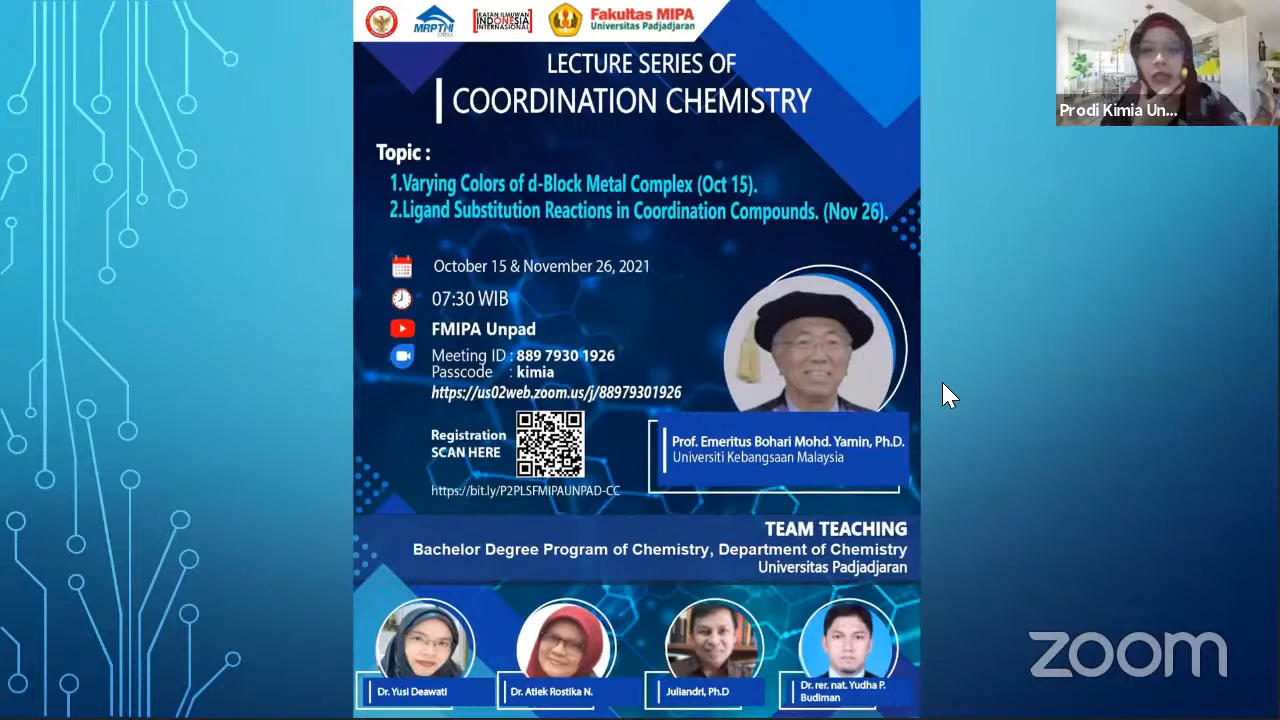 MRPTNI
IKATAN ILMUWAN
INDONESIA
INTERNASIONAL
Fakultas MIPA
Universitas Padjadjaran
LECTURE SERIES OF
COORDINATION CHEMISTRY
Topic :
1.Varying Colors of d-Block Metal Complex (Oct 15).
2.Ligand Substitution Reactions in Coordination Compounds. (Nov 26).
October 15 & November 26, 2021
07:30 WIB
FMIPA Unpad
Meeting ID : 889 7930 1926
Passcode : kimia
https://us02web.zoom.us/j/88979301926
Registration
SCAN HERE
https://bit.ly/P2PLSFMIPAUNPAD-CC
Prof. Emeritus Bohari Mohd. Yamin, Ph.D.
Universiti Kebangsaan Malaysia
TEAM TEACHING
Bachelor Degree Program of Chemistry, Department of Chemistry
Universitas Padjadjaran
Dr. Yusi Deawati
Dr. Atiek Rostika N.
Juliandri, Ph.D
Dr. rer. nat. Yudha P.
Budiman
Prodi Kimia Un...
zoom